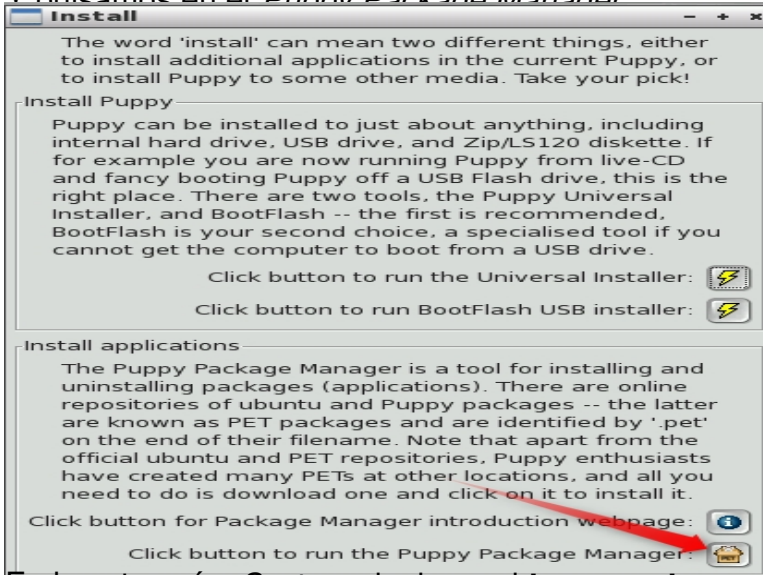 Pulsamos en el Puppy Package Manager
Install
The word 'install' can mean two different things, either
to install additional applications in the current Puppy, or
to install Puppy to some other media. Take your pick!
Install Puppy
Puppy can be installed to just about anything, including
internal hard drive, USB drive, and Zip/LS120 diskette. If
for example you are now running Puppy from live-CD
and fancy booting Puppy off a USB Flash drive, this is the
right place. There are two tools, the Puppy Universal
Installer, and BootFlash -- the first is recommended,
BootFlash is your second choice, a specialised tool if you
cannot get the computer to boot from a USB drive.
Click button to run the Universal Installer:
Click button to run BootFlash USB installer:
Install applications
The Puppy Package Manager is a tool for installing and
uninstalling packages (applications). There are online
repositories of ubuntu and Puppy packages -- the latter
are known as PET packages and are identified by '.pet'
on the end of their filename. Note that apart from the
official ubuntu and PET repositories, Puppy enthusiasts
have created many PETs at other locations, and all you
need to do is download one and click on it to install it.
Click button for Package Manager introduction webpage:
Click button to run the Puppy Package Manager: